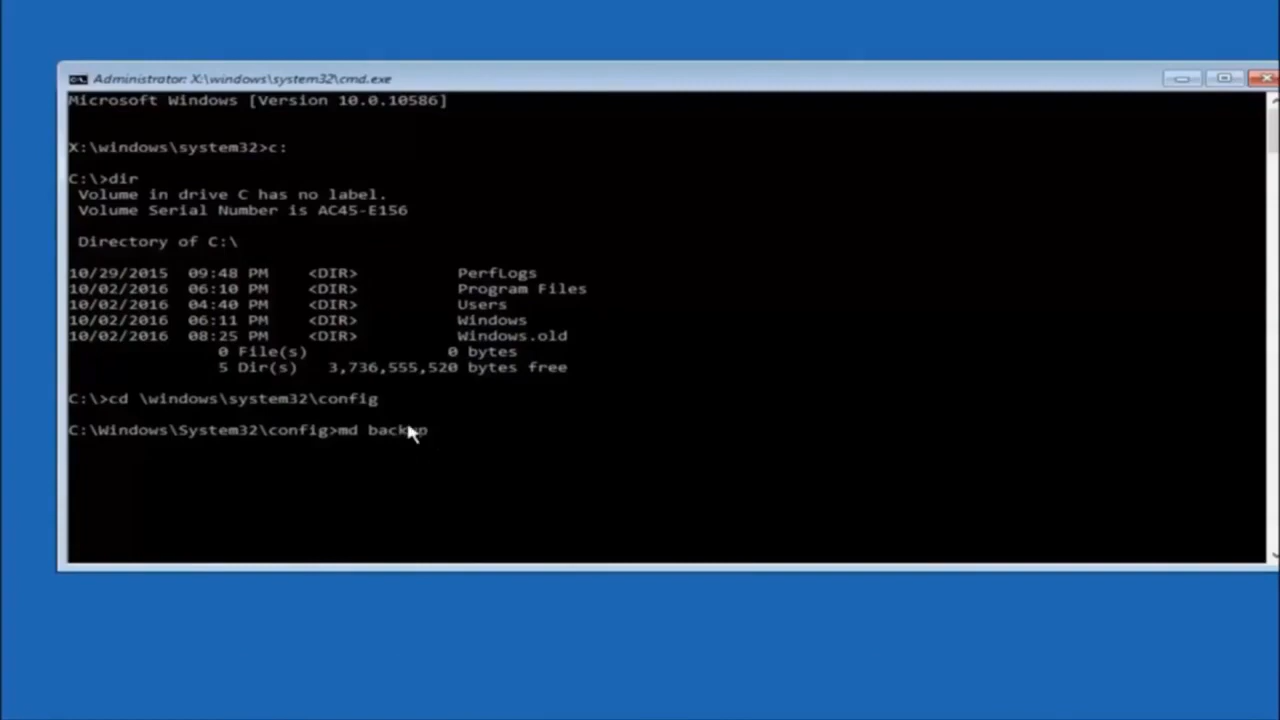 Administrator: X:\windows\system32\cmd.exe
Microsoft Windows [Version 10.0.10586]
X:\windows\system32>c:
C:\>dir
Volume in drive C has no label.
Volume Serial Number is AC45-E156
Directory of C:\
10/29/2015 09:48 PM <DIR> PerfLogs
10/02/2016 06:10 PM <DIR> Program Files
10/02/2016 04:40 PM <DIR> Users
10/02/2016 06:11 PM <DIR> Windows
10/02/2016 08:25 PM <DIR> Windows.old
0 File(s) 0 bytes
5 Dir(s) 3,736,555,520 bytes free
C:\>cd \windows\system32\config
C:\Windows\System32\config>md backup